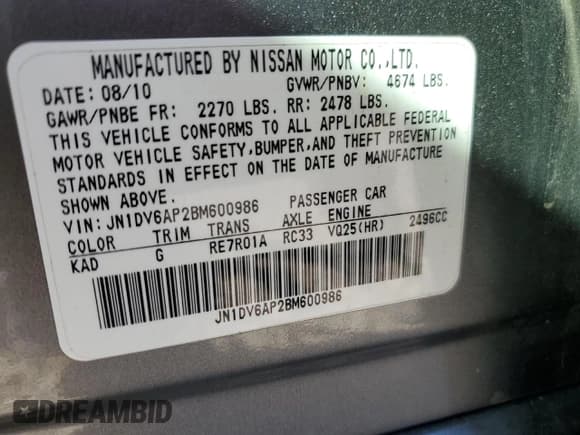 MANUFACTURED BY NISSAN MOTOR CO.,LTD.
DATE: 08/10 GVWR/PNBV: 4674 LBS.
GAWR/PNBE FR: 2270 LBS. RR: 2478 LBS.
THIS VEHICLE CONFORMS TO ALL APPLICABLE FEDERAL
MOTOR VEHICLE SAFETY,BUMPER,AND THEFT PREVENTION
STANDARDS IN EFFECT ON THE DATE OF MANUFACTURE
SHOWN ABOVE.
VIN: JN1DV6AP2BM600986 PASSENGER CAR
COLOR TRIM TRANS AXLE ENGINE
KAD G RE7R01A RC33 VQ25(HR) 2496CC
JN1DV6AP2BM600986
DREAMBID